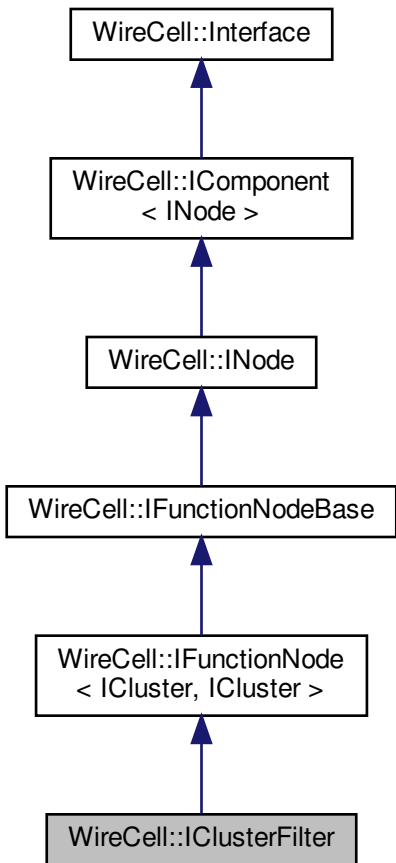 WireCell::Interface
WireCell::IComponent
< INode >
WireCell::INode
WireCell::IFunctionNodeBase
WireCell::IFunctionNode
< ICluster, ICluster >
WireCell::IClusterFilter